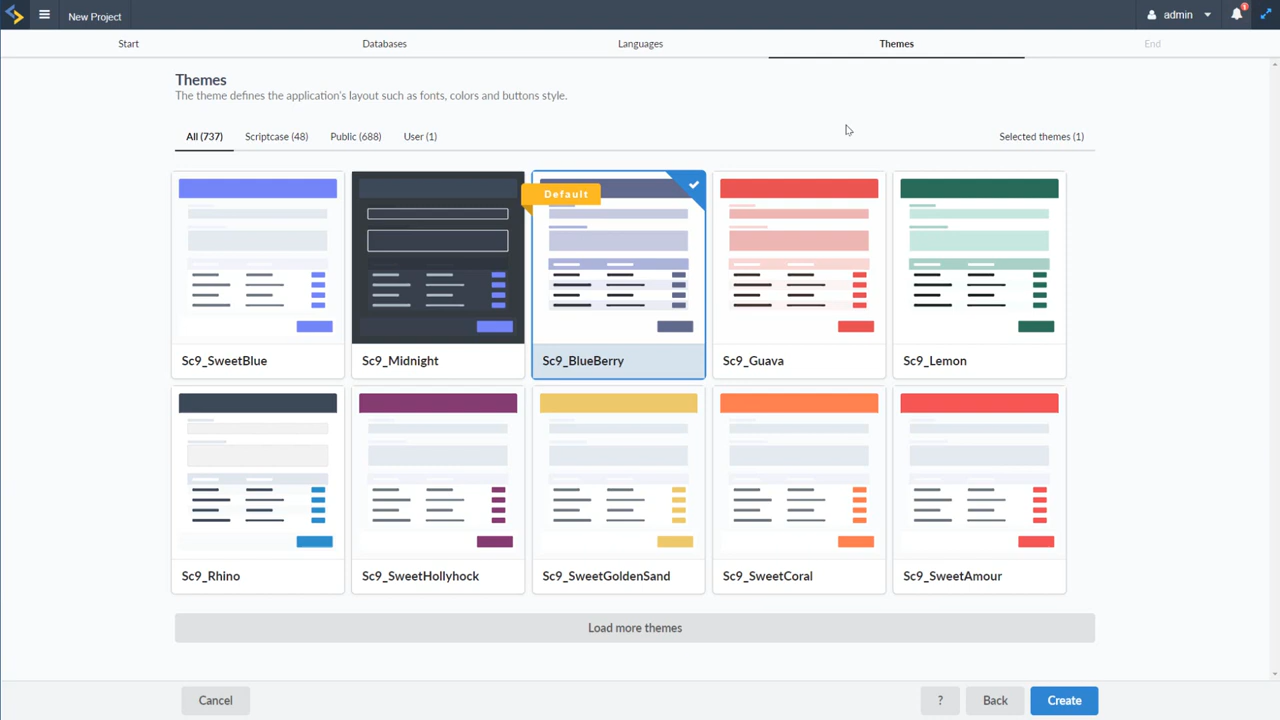 New Project
admin
1
Start
Databases
Languages
Themes
End
Themes
The theme defines the application's layout such as fonts, colors and buttons style.
All (737)
Scriptcase (48)
Public (688)
User (1)
Selected themes (1)
Default
Sc9_SweetBlue
Sc9_Midnight
Sc9_BlueBerry
Sc9_Guava
Sc9_Lemon
Sc9_Rhino
Sc9_SweetHollyhock
Sc9_SweetGoldenSand
Sc9_SweetCoral
Sc9_SweetAmour
Load more themes
Cancel
?
Back
Create